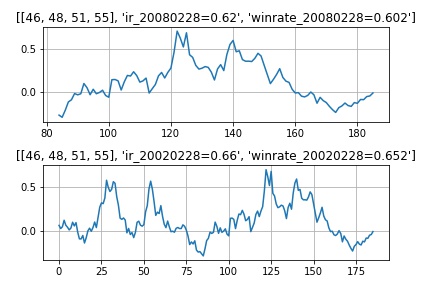 [[46, 48, 51, 55], 'ir_20080228=0.62', 'winrate_20080228=0.602']
0.5
0.0
80 100 120 140 160 180
[[46, 48, 51, 55], 'ir_20020228=0.66', 'winrate_20020228=0.652']
0.5
0.0
0 25 50 75 100 125 150 175